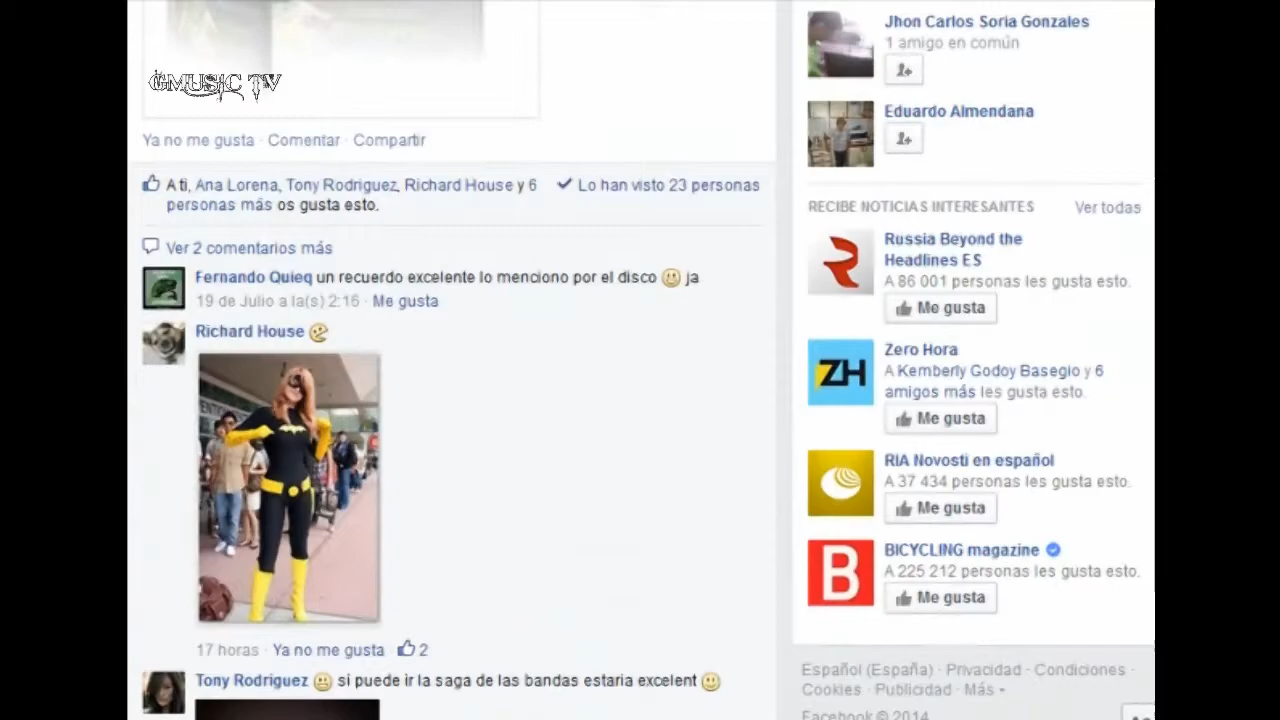 GMUSIC TV
Ya no me gusta · Comentar · Compartir
A ti, Ana Lorena, Tony Rodriguez, Richard House y 6
personas más os gusta esto.
Lo han visto 23 personas
Ver 2 comentarios más
Fernando Quieq un recuerdo excelente lo menciono por el disco ja
19 de Julio a la(s) 2:16 · Me gusta
Richard House
17 horas · Ya no me gusta · 2
Tony Rodriguez si puede ir la saga de las bandas estaria excelent
Jhon Carlos Soria Gonzales
1 amigo en común
Eduardo Almendana
RECIBE NOTICIAS INTERESANTES Ver todas
Russia Beyond the
Headlines ES
A 86 001 personas les gusta esto.
Me gusta
ZH
Zero Hora
A Kemberly Godoy Basegio y 6
amigos más les gusta esto.
Me gusta
RIA Novosti en español
A 37 434 personas les gusta esto.
Me gusta
B
BICYCLING magazine
A 225 212 personas les gusta esto.
Me gusta
Español (España) · Privacidad · Condiciones ·
Cookies · Publicidad · Más
Facebook © 2014